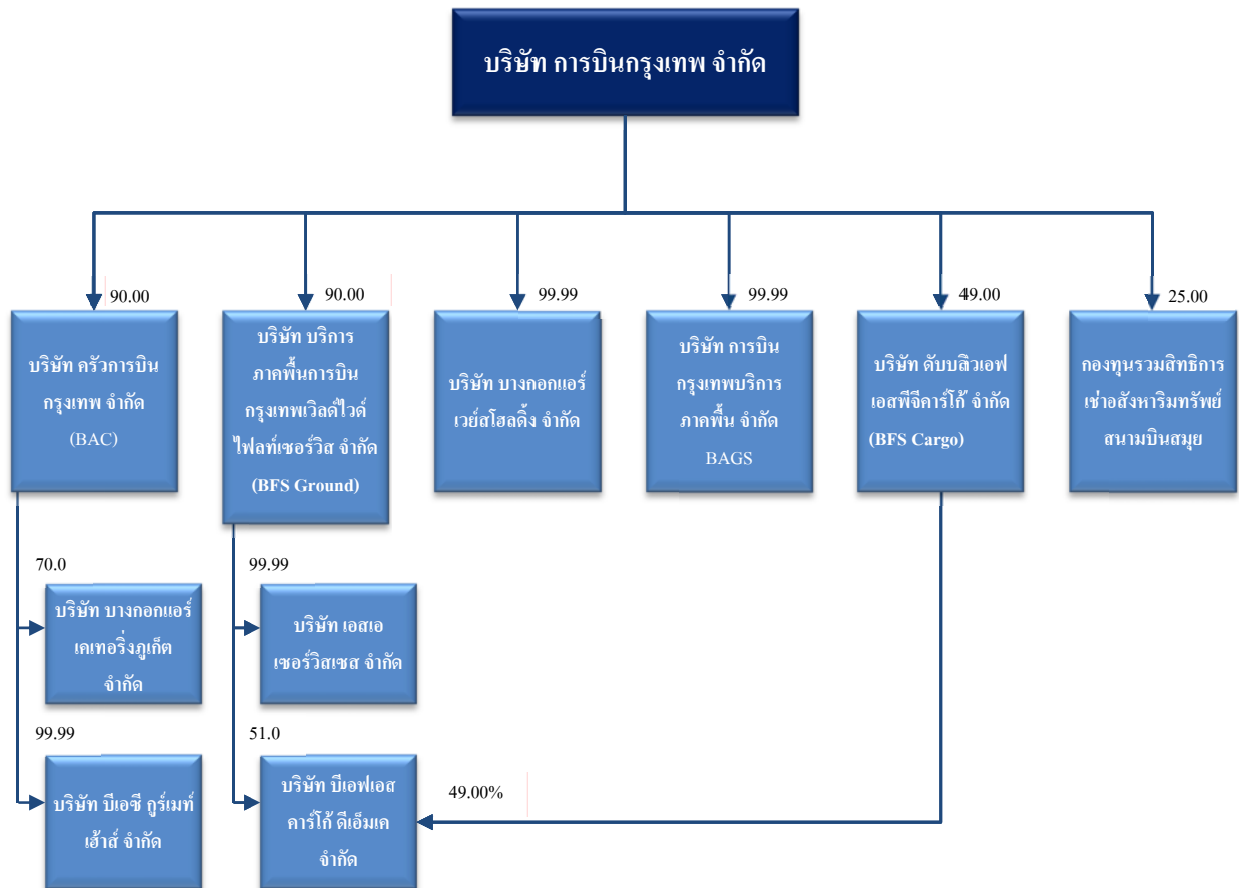 บริษัท การบินกรุงเทพ จำกัด
90.00
90.00
99.99
99.99
49.00
25.00
บริษัท ครัวการบิน
กรุงเทพ จำกัด
(BAC)
บริษัท บริการ
ภาคพื้นการบิน
กรุงเทพเวิลด์ไวด์
ไฟลท์เซอร์วิส จำกัด
(BFS Ground)
บริษัท บางกอกแอร์
เวย์สโฮลดิ้ง จำกัด
บริษัท การบิน
กรุงเทพบริการ
ภาคพื้น จำกัด
BAGS
บริษัท ดับบลิวเอฟ
เอสพีจีคาร์โก้ จำกัด
(BFS Cargo)
กองทุนรวมสิทธิการ
เช่าอสังหาริมทรัพย์
สนามบินสมุย
70.0
99.99
บริษัท บางกอกแอร์
เคเทอริ่งภูเก็ต
จำกัด
บริษัท เอสเอ
เซอร์วิสเซส จำกัด
99.99
51.0
49.00%
บริษัท บีเอซี กูร์เมท์
เฮ้าส์ จำกัด
บริษัท บีเอฟเอส
คาร์โก้ ดีเอ็มเค
จำกัด